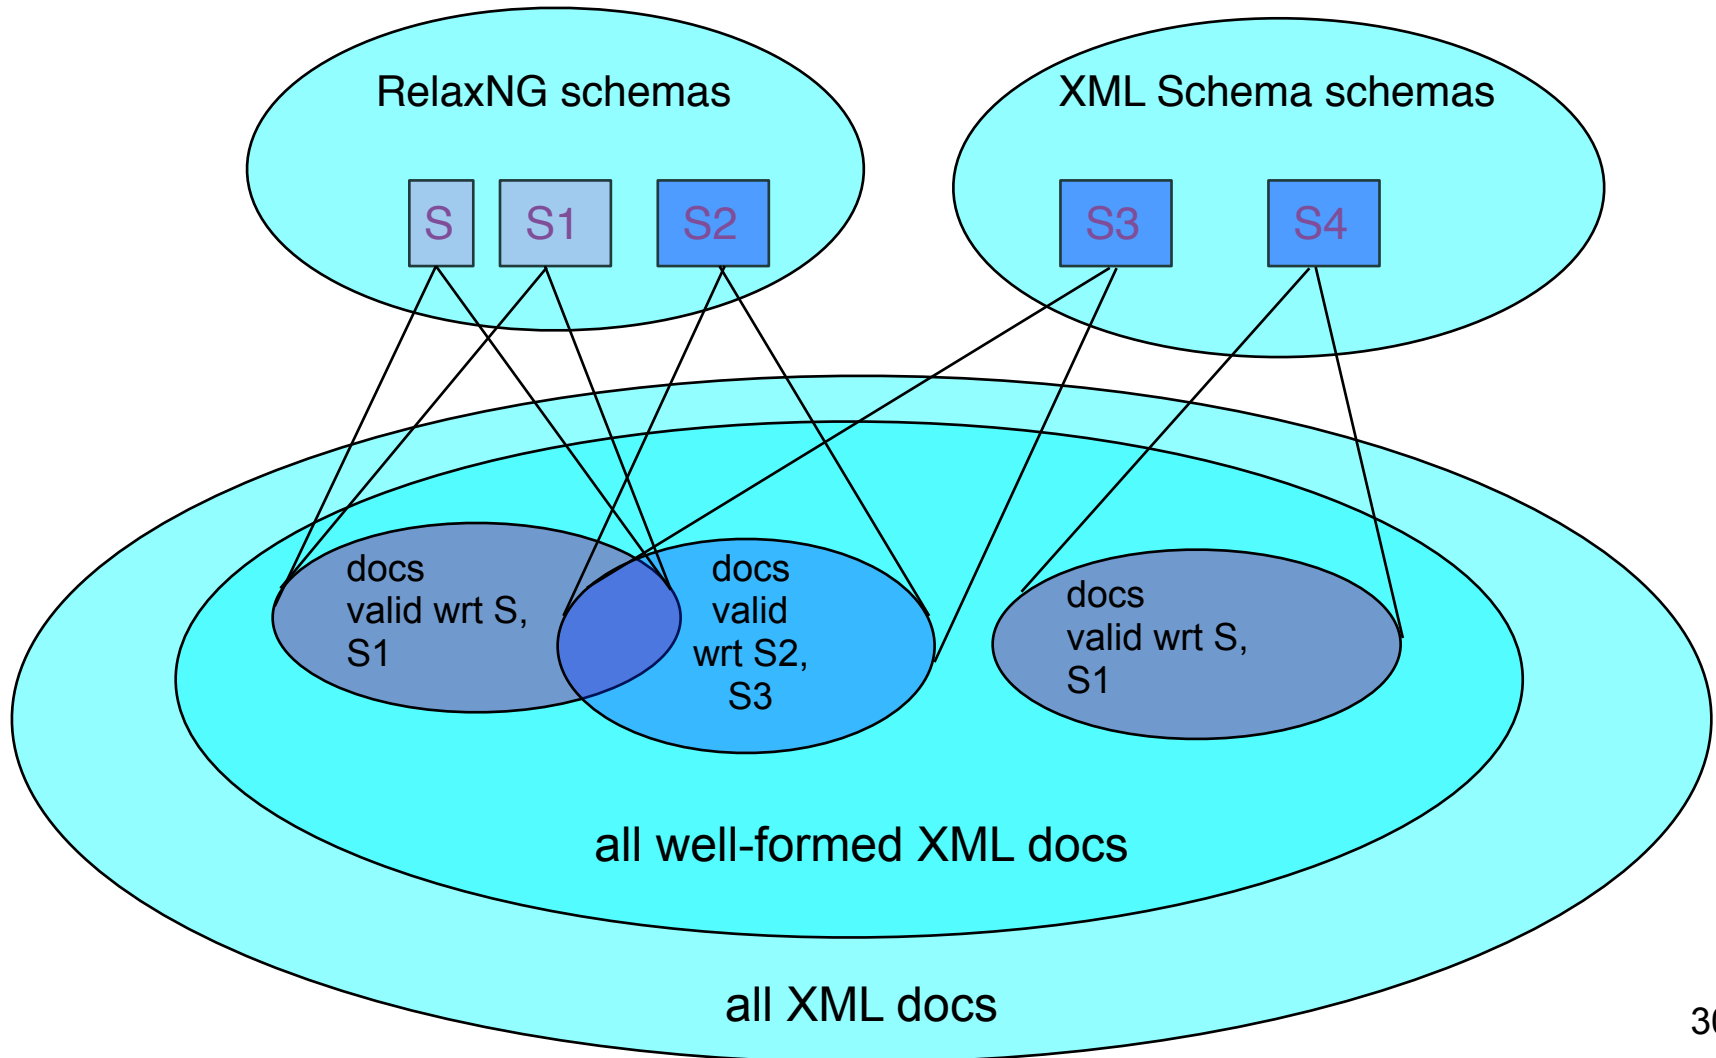 RelaxNG schemas
XML Schema schemas
S
S1
S2
S3
S4
docs
valid wrt S,
S1
docs
valid
wrt S2,
S3
docs
valid wrt S,
S1
all well-formed XML docs
all XML docs